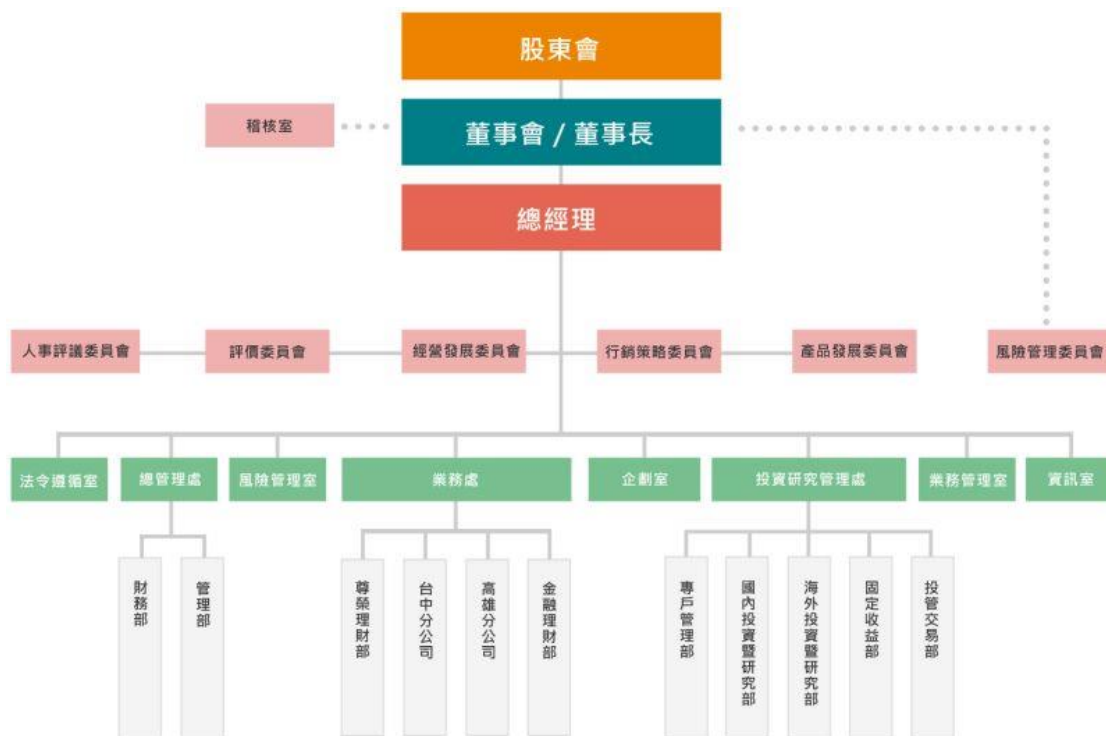 股東會
稽核室
董事會 / 董事長
總經理
人事評議委員會
評價委員會
經營發展委員會
行銷策略委員會
產品發展委員會
風險管理委員會
法令遵循室
總管理處
風險管理室
業務處
企劃室
投資研究管理處
業務管理室
資訊室
財務部
管理部
尊榮理財部
台中分公司
高雄分公司
金融理財部
專戶管理部
國內投資暨研究部
海外投資暨研究部
固定收益部
投管交易部